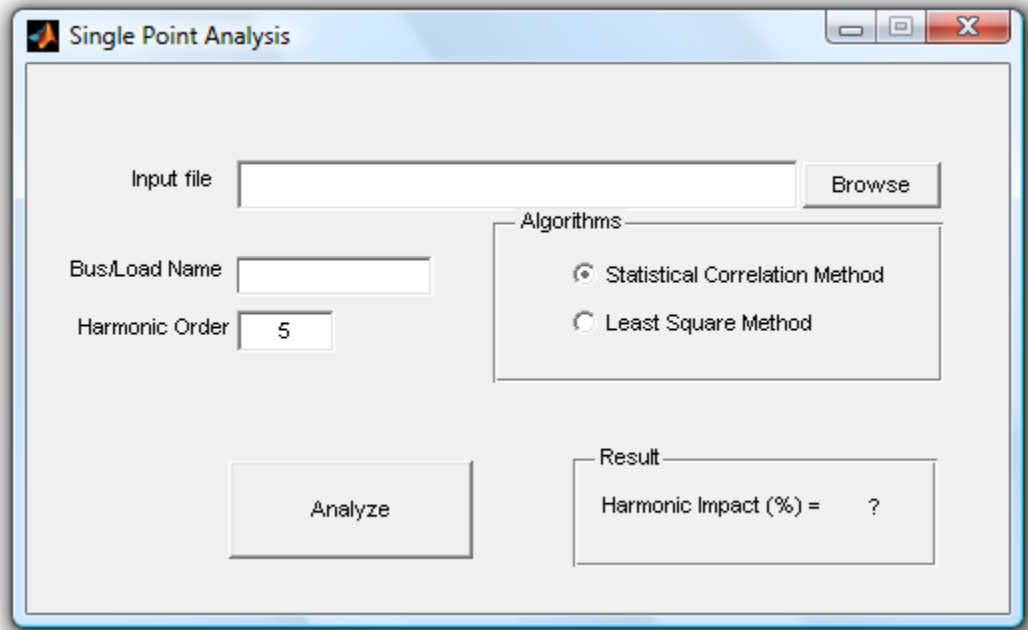 Single Point Analysis
Input file
Browse
Algorithms
Bus/Load Name
Statistical Correlation Method
Harmonic Order 5
Least Square Method
Result
Analyze
Harmonic Impact (%) = ?